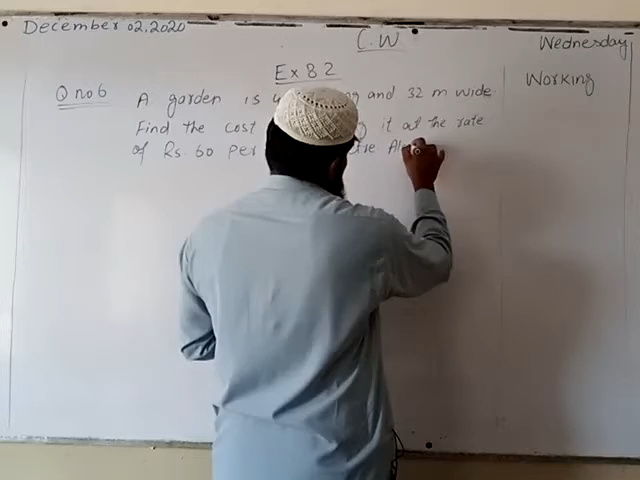 December 02, 2020
C.W
Wednesday
Ex 8 2
Working
Q no 6
A garden is and 32 m wide.
Find the cost it at the rate
of Rs. 60 per